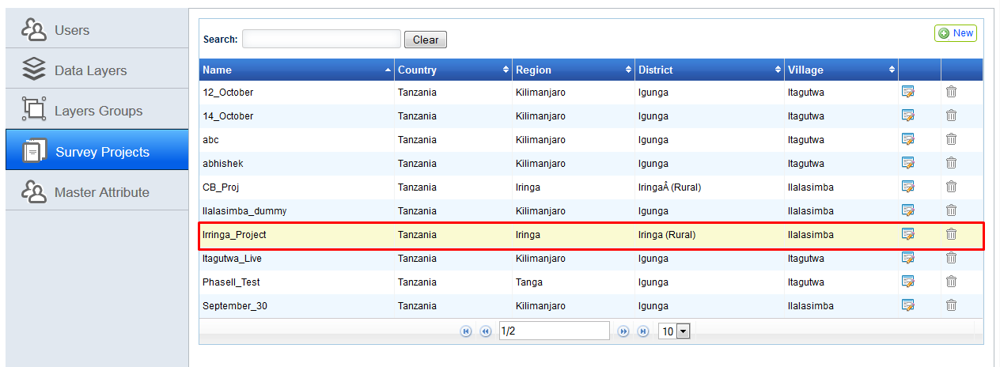 Users
Data Layers
Layers Groups
Survey Projects
Master Attribute
Search: Clear New
Name Country Region District Village
12_October Tanzania Kilimanjaro Igunga Itagutwa
14_October Tanzania Kilimanjaro Igunga Itagutwa
abc Tanzania Kilimanjaro Igunga Itagutwa
abhishek Tanzania Kilimanjaro Igunga Itagutwa
CB_Proj Tanzania Iringa IringaÂ (Rural) Ilalasimba
Ilalasimba_dummy Tanzania Kilimanjaro Igunga Ilalasimba
Irringa_Project Tanzania Iringa Iringa (Rural) Ilalasimba
Itagutwa_Live Tanzania Kilimanjaro Igunga Itagutwa
PhaseII_Test Tanzania Tanga Igunga Itagutwa
September_30 Tanzania Kilimanjaro Igunga Ilalasimba
1/2 10